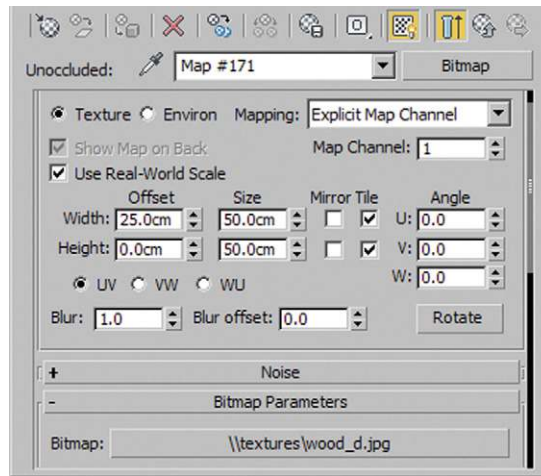 Unoccluded: Map #171 Bitmap
Texture Environ Mapping: Explicit Map Channel
Show Map on Back Map Channel: 1
Use Real-World Scale
Offset Size Mirror Tile Angle
Width: 25.0cm 50.0cm U: 0.0
Height: 0.0cm 50.0cm V: 0.0
UV VW WU W: 0.0
Blur: 1.0 Blur offset: 0.0 Rotate
+ Noise
- Bitmap Parameters
Bitmap: \\textures\wood_d.jpg